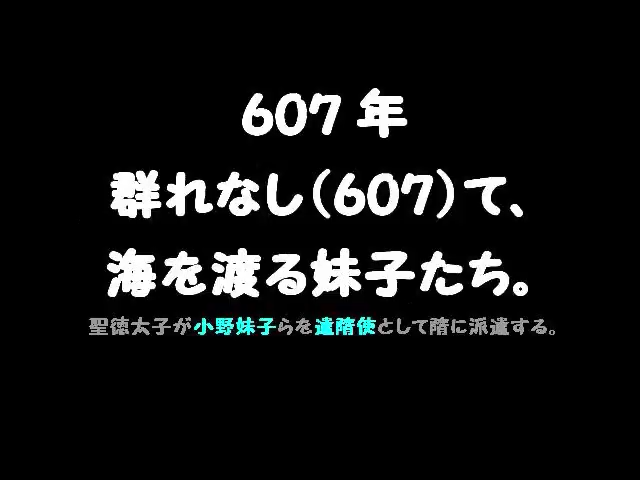 607年
群れなし(607)て、
海を渡る妹子たち。
聖徳太子が小野妹子らを遣隋使として隋に派遣する。